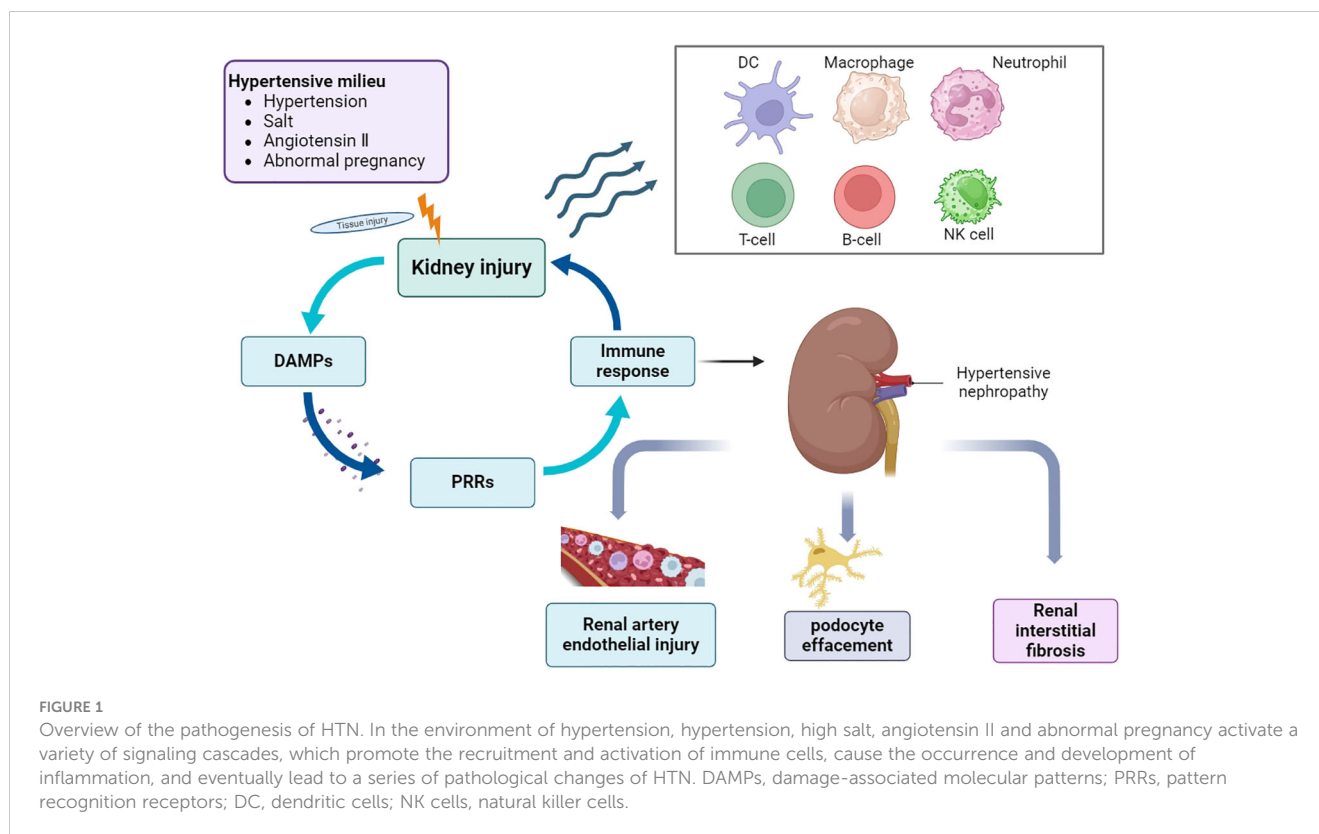 Hypertensive milieu
• Hypertension
• Salt
• Angiotensin Ⅱ
• Abnormal pregnancy
Tissue injury
Kidney injury
DAMPs
PRRs
Immune
response
DC
Macrophage
Neutrophil
T-cell
B-cell
NK cell
Hypertensive
nephropathy
Renal artery
endothelial injury
podocyte
effacement
Renal
interstitial
fibrosis
FIGURE 1
Overview of the pathogenesis of HTN. In the environment of hypertension, hypertension, high salt, angiotensin II and abnormal pregnancy activate a
variety of signaling cascades, which promote the recruitment and activation of immune cells, cause the occurrence and development of
inflammation, and eventually lead to a series of pathological changes of HTN. DAMPs, damage-associated molecular patterns; PRRs, pattern
recognition receptors; DC, dendritic cells; NK cells, natural killer cells.